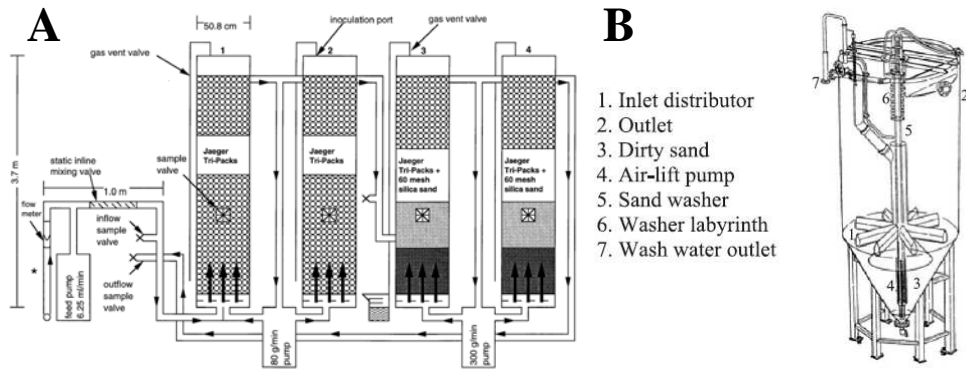 A
50.8 cm
inoculation port
gas vent valve
gas vent valve
1
2
3
4
3.7 m
Jaeger
Tri-Packs
Jaeger
Tri-Packs
Jaeger
Tri-Packs +
60 mesh
silica sand
Jaeger
Tri-Packs +
60 mesh
silica sand
static inline
mixing valve
sample
valve
1.0 m
flow
meter
inflow
sample
valve
*
feed pump
6.25 ml/min
outflow
sample
valve
80 g/min
pump
300 g/min
pump
B
1. Inlet distributor
2. Outlet
3. Dirty sand
4. Air-lift pump
5. Sand washer
6. Washer labyrinth
7. Wash water outlet
7
6
2
5
1
4
3